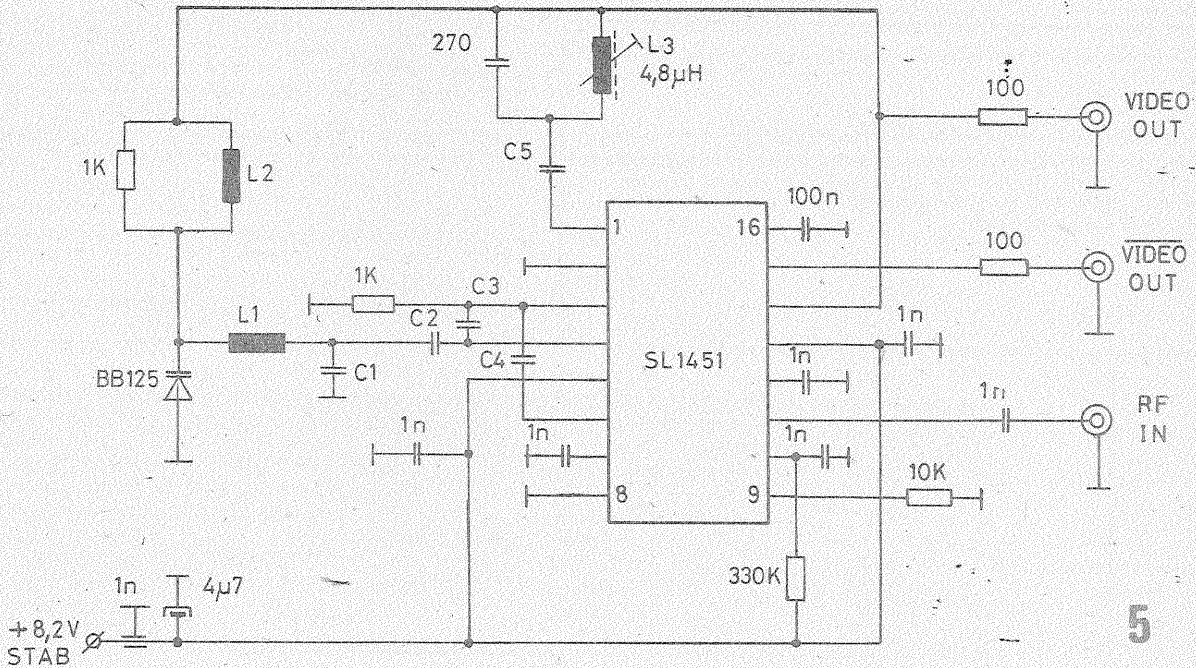 270
L3
4,8µH
100
VIDEO
OUT
1K
L2
C5
1
16
100n
100
VIDEO
OUT
1K
C3
L1
C2
1n
C4
SL1451
1n
BB125
C1
1n
RF
IN
1n
1n
1n
10K
8
9
330K
1n
4µ7
+8,2V
STAB
5